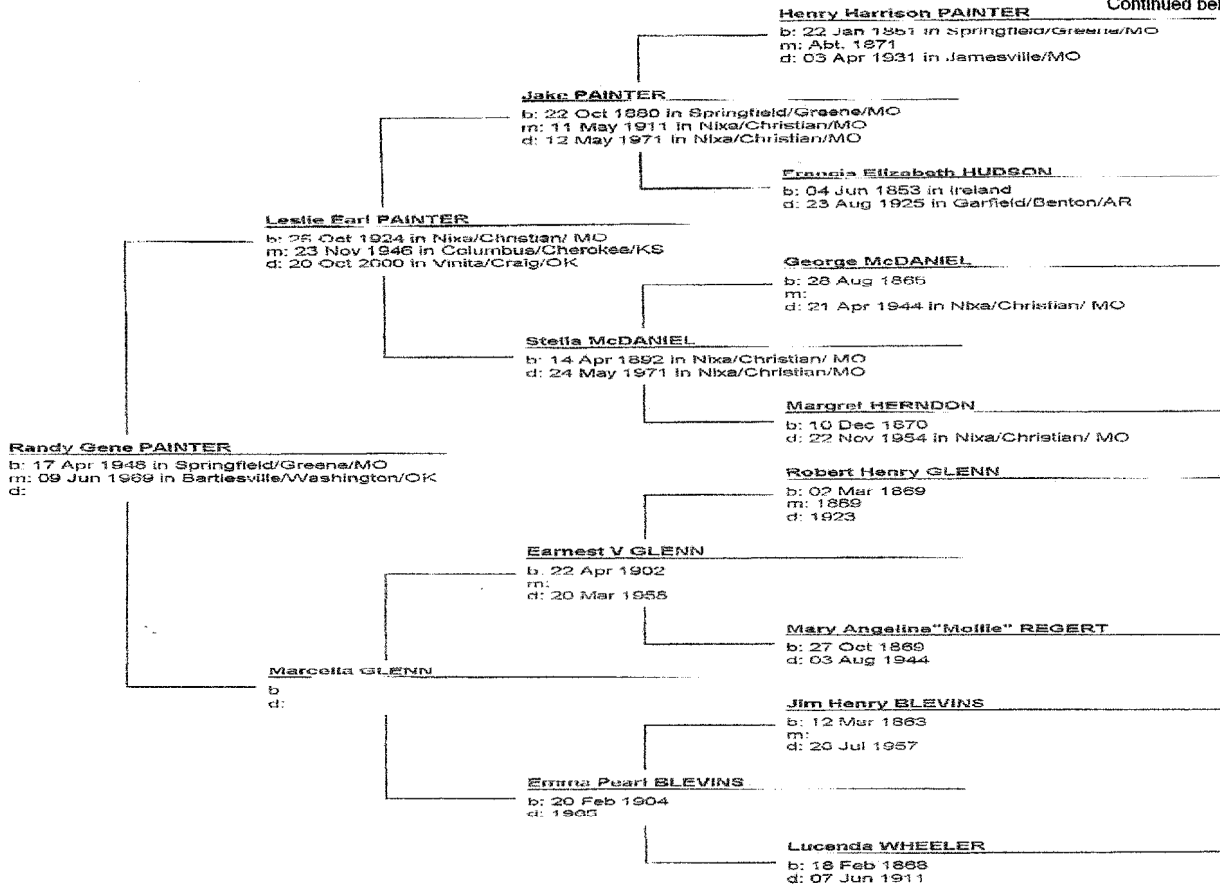 Continued bel
Henry Harrison PAINTER
b: 22 Jan 1851 in Springfield/Greene/MO
m: Abt. 1871
d: 03 Apr 1931 in Jamesville/MO
Jake PAINTER
b: 22 Oct 1880 in Springfield/Greene/MO
m: 11 May 1911 in Nixa/Christian/MO
d: 12 May 1971 in Nixa/Christian/MO
Francis Elizabeth HUDSON
b: 04 Jun 1853 in Ireland
d: 23 Aug 1925 in Garfield/Benton/AR
Leslie Earl PAINTER
b: 25 Oct 1924 in Nixa/Christian/ MO
m: 23 Nov 1946 in Columbus/Cherokee/KS
d: 20 Oct 2000 in Vinita/Craig/OK
George McDANIEL
b: 28 Aug 1865
m:
d: 21 Apr 1944 in Nixa/Christian/ MO
Stella McDANIEL
b: 14 Apr 1892 in Nixa/Christian/ MO
d: 24 May 1971 in Nixa/Christian/MO
Margret HERNDON
b: 10 Dec 1870
d: 22 Nov 1954 in Nixa/Christian/ MO
Randy Gene PAINTER
b: 17 Apr 1948 in Springfield/Greene/MO
m: 09 Jun 1969 in Bartlesville/Washington/OK
d:
Robert Henry GLENN
b: 02 Mar 1869
m: 1889
d: 1923
Earnest V GLENN
b. 22 Apr 1902
m:
d: 20 Mar 1958
Mary Angelina"Mollie" REGERT
b: 27 Oct 1869
d: 03 Aug 1944
Marcella GLENN
b
d:
Jim Henry BLEVINS
b: 12 Mar 1863
m:
d: Jul 1957
Emma Pearl BLEVINS
b: 20 Feb 1904
d:
Lucenda WHEELER
b: 18 Feb 1868
d: 07 Jun 1911